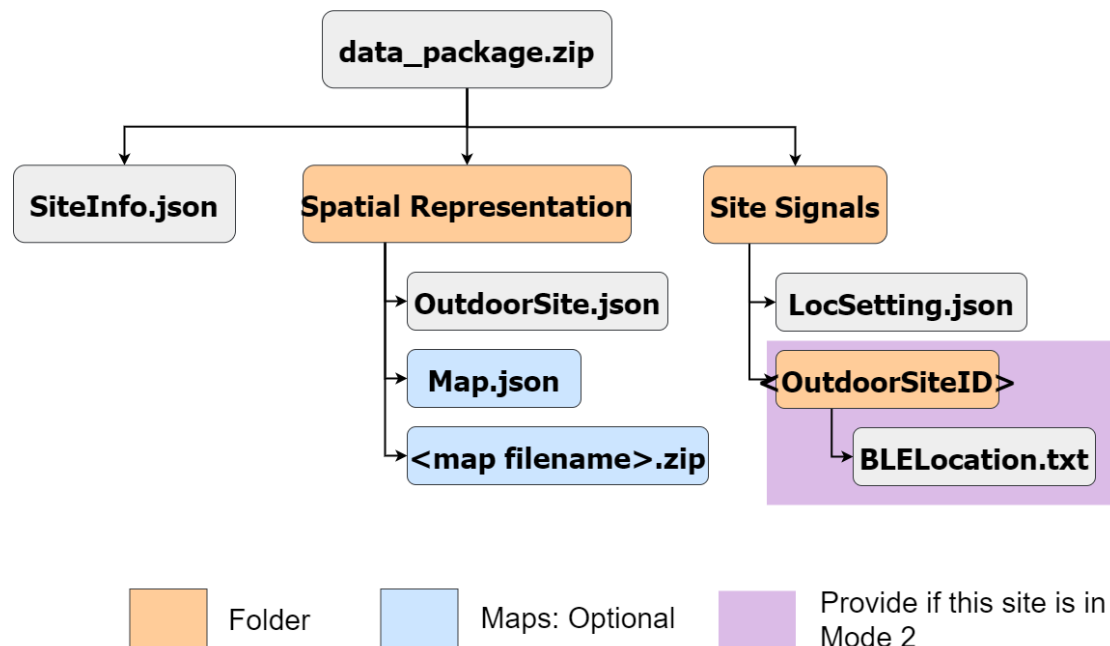 data_package.zip
SiteInfo.json
Spatial Representation
Site Signals
OutdoorSite.json
LocSetting.json
Map.json
<OutdoorSiteID>
<map filename>.zip
BLELocation.txt
Folder
Maps: Optional
Provide if this site is in
Mode 2